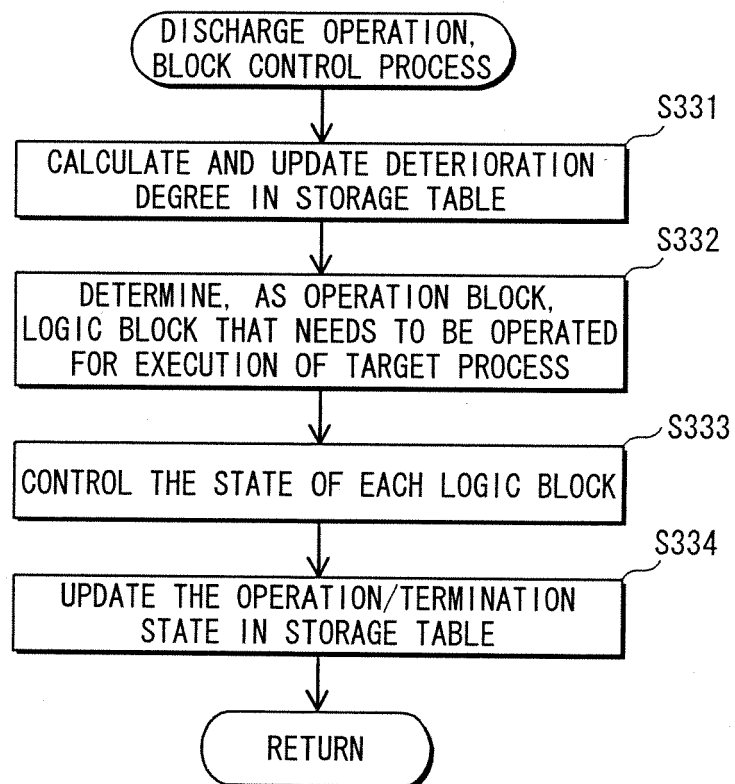 DISCHARGE OPERATION,
BLOCK CONTROL PROCESS
S331
CALCULATE AND UPDATE DETERIORATION
DEGREE IN STORAGE TABLE
S332
DETERMINE, AS OPERATION BLOCK,
LOGIC BLOCK THAT NEEDS TO BE OPERATED
FOR EXECUTION OF TARGET PROCESS
S333
CONTROL THE STATE OF EACH LOGIC BLOCK
S334
UPDATE THE OPERATION/TERMINATION
STATE IN STORAGE TABLE
RETURN